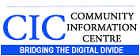 CIC COMMUNITY
INFORMATION
CENTRE
BRIDGING THE DIGITAL DIVIDE